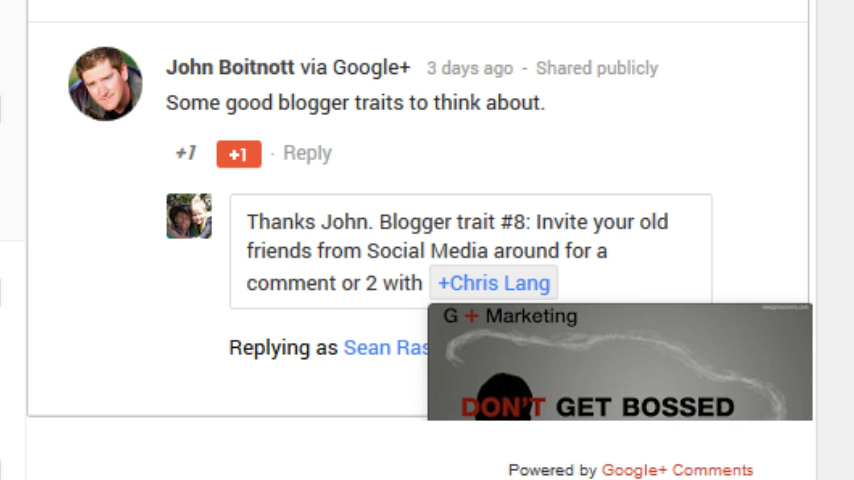 John Boitnott via Google+ 3 days ago - Shared publicly
Some good blogger traits to think about.
+1 +1 · Reply
Thanks John. Blogger trait #8: Invite your old
friends from Social Media around for a
comment or 2 with +Chris Lang
G + Marketing
Replying as Sean
DON'T GET BOSSED
Powered by Google+ Comments